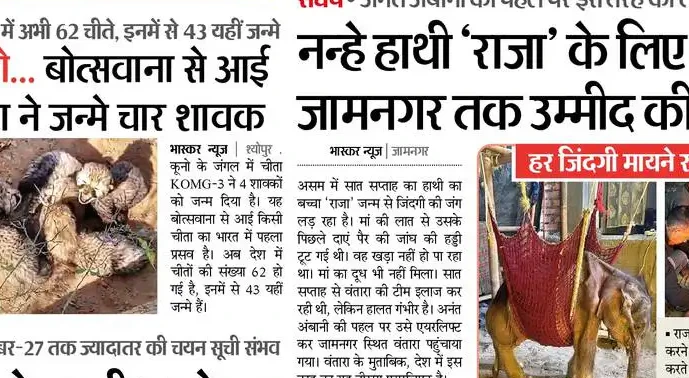 में अभी 62 चीते, इनमें से 43 यहीं जन्मे
बोत्सवाना से आई
ने जन्मे चार शावक
भास्कर न्यूज | श्योपुर .
कूनो के जंगल में चीता
KOMG-3 ने 4 शावकों
को जन्म दिया है। यह
बोत्सवाना से आई किसी
चीता का भारत में पहला
प्रसव है। अब देश में
चीतों की संख्या 62 हो
गई है, इनमें से 43 यहीं
जन्मे हैं।
27 तक ज्यादातर की चयन सूची संभव
नन्हे हाथी ‘राजा’ के लिए
जामनगर तक उम्मीद की
भास्कर न्यूज | जामनगर
असम में सात सप्ताह का हाथी का
बच्चा ‘राजा’ जन्म से जिंदगी की जंग
लड़ रहा है। मां की लात से उसके
पिछले दाएं पैर की जांघ की हड्डी
टूट गई थी। वह खड़ा नहीं हो पा रहा
था। मां का दूध भी नहीं मिला। सात
सप्ताह से वंतारा की टीम इलाज कर
रही थी, लेकिन हालत गंभीर है। अनंत
अंबानी की पहल पर उसे एयरलिफ्ट
कर जामनगर स्थित वंतारा पहुंचाया
गया। वंतारा के मुताबिक, देश में इस
हर जिंदगी मायने
▪ राज
करने
करते